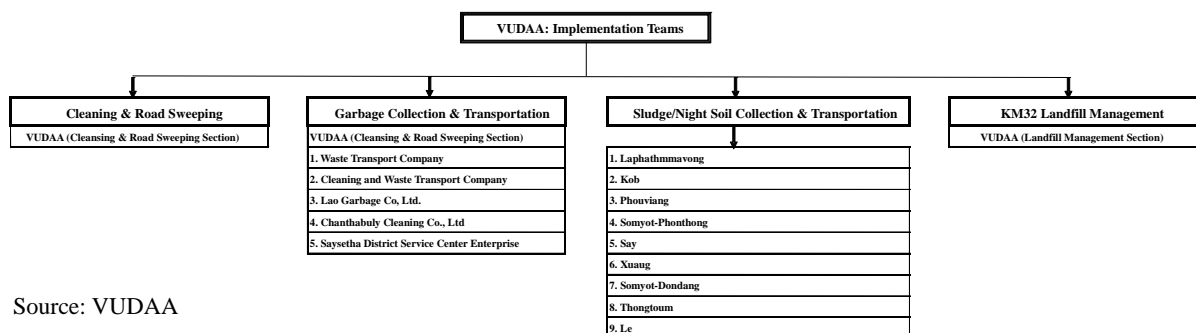 VUDAA: Implementation Teams
Cleaning & Road Sweeping
VUDAA (Cleansing & Road Sweeping Section)
Garbage Collection & Transportation
VUDAA (Cleansing & Road Sweeping Section)
1. Waste Transport Company
2. Cleaning and Waste Transport Company
3. Lao Garbage Co, Ltd.
4. Chanthabuly Cleaning Co., Ltd
5. Saysetha District Service Center Enterprise
Sludge/Night Soil Collection & Transportation
1. Laphathmmavong
2. Kob
3. Phouviang
4. Somyot-Phonthong
5. Say
6. Xuaug
7. Somyot-Dondang
8. Thongtoum
9. Le
KM32 Landfill Management
VUDAA (Landfill Management Section)
Source: VUDAA